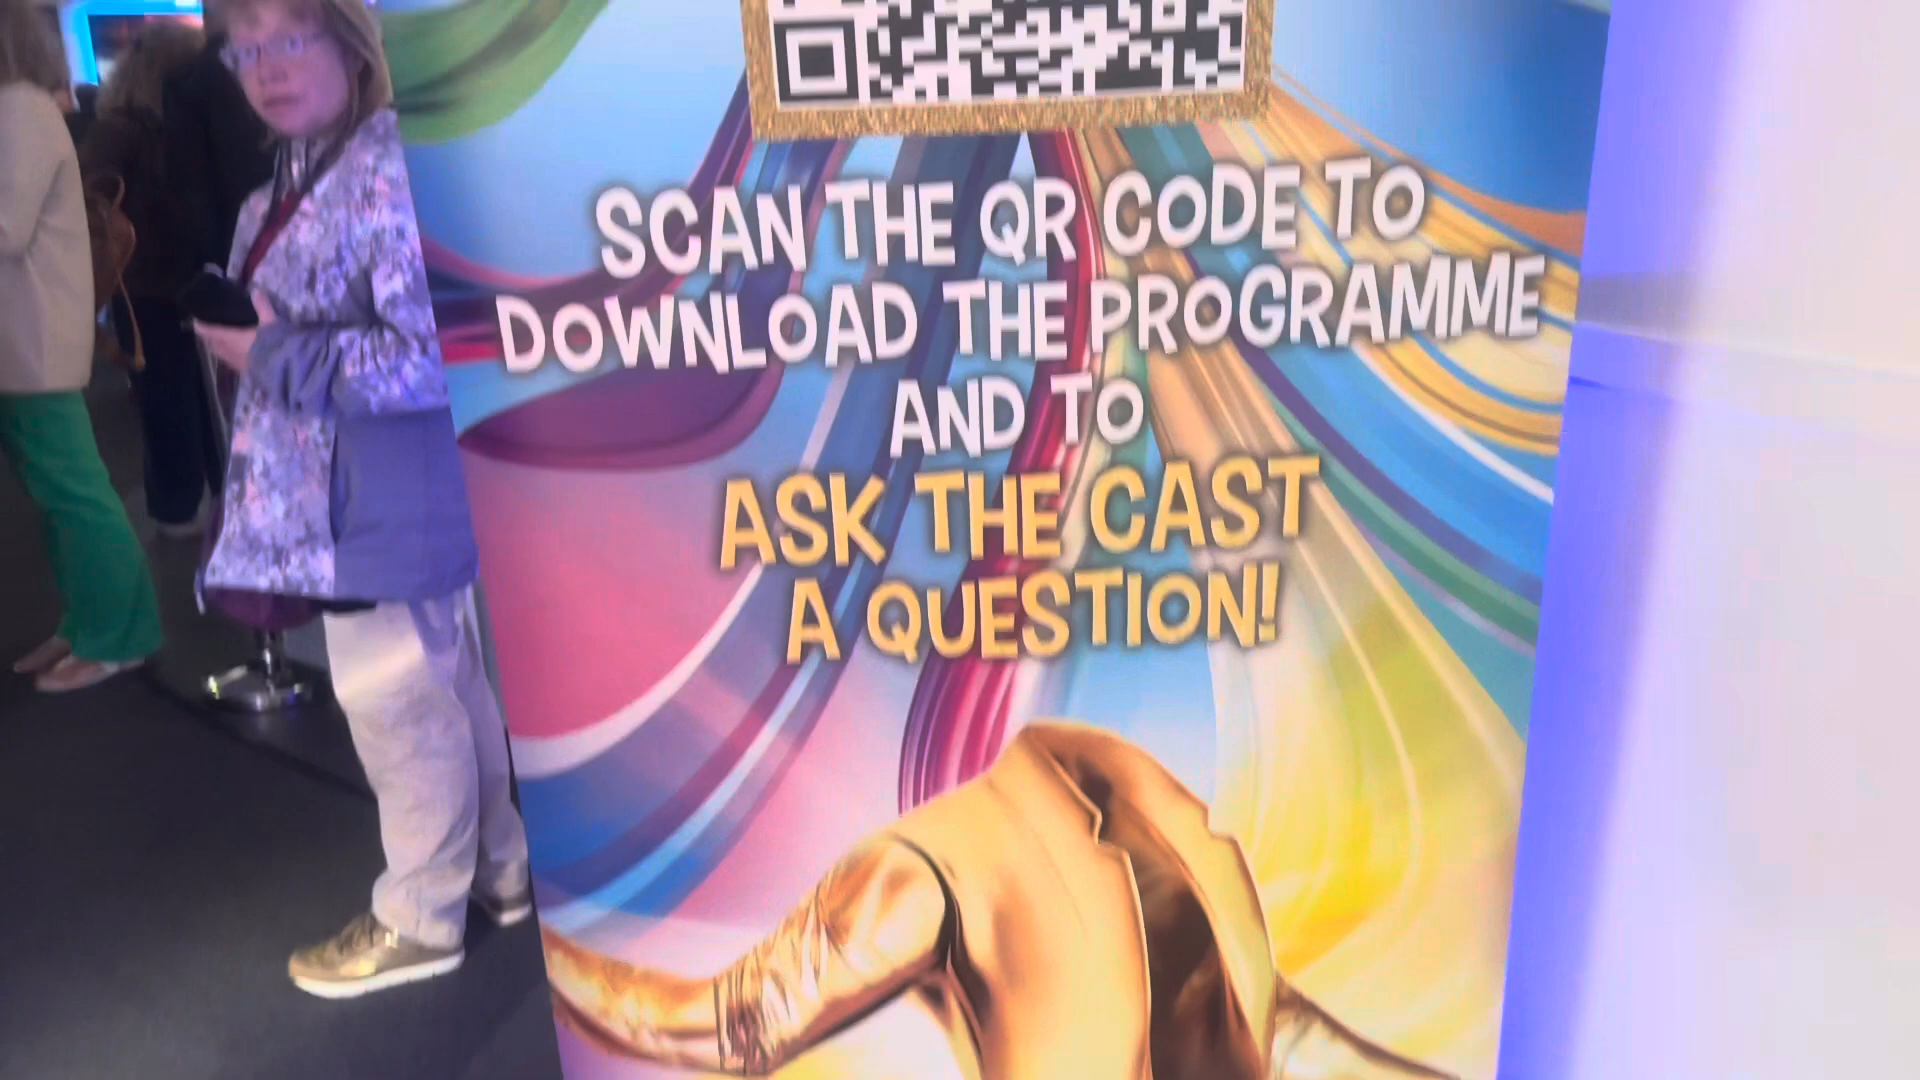 SCAN THE QR CODE TO
DOWNLOAD THE PROGRAMME
AND TO
ASK THE CAST
A QUESTION!